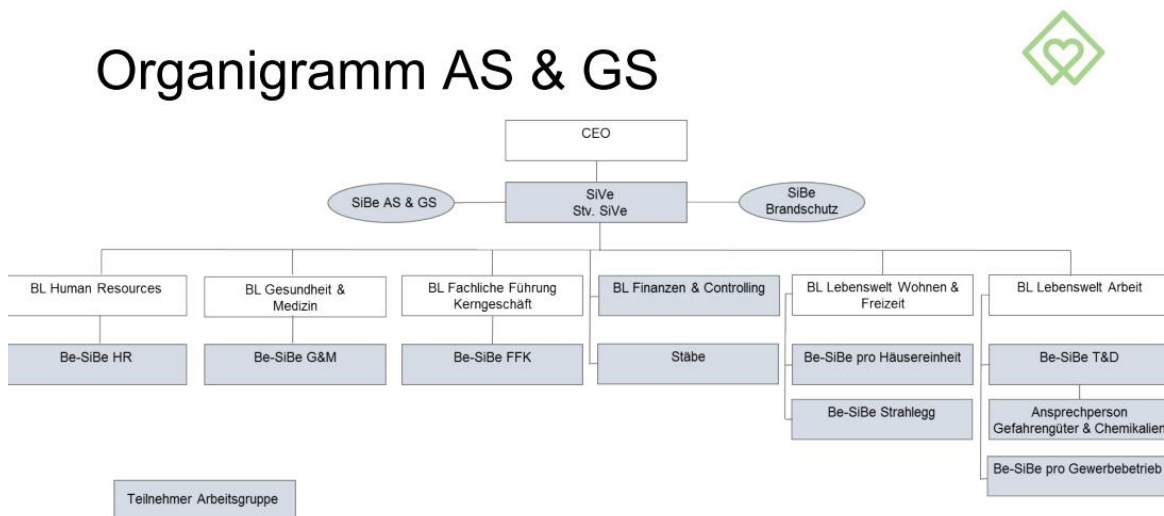 Organigramm AS & GS
CEO
SiBe AS & GS
SiVe
Stv. SiVe
SiBe
Brandschutz
BL Human Resources
BL Gesundheit &
Medizin
BL Fachliche Führung
Kerngeschäft
BL Finanzen & Controlling
BL Lebenswelt Wohnen &
Freizeit
BL Lebenswelt Arbeit
Be-SiBe HR
Be-SiBe G&M
Be-SiBe FFK
Stäbe
Be-SiBe pro Häusereinheit
Be-SiBe T&D
Be-SiBe Strahlegg
Ansprechperson
Gefahrengüter & Chemikalien
Be-SiBe pro Gewerbebetrieb
Teilnehmer Arbeitsgruppe